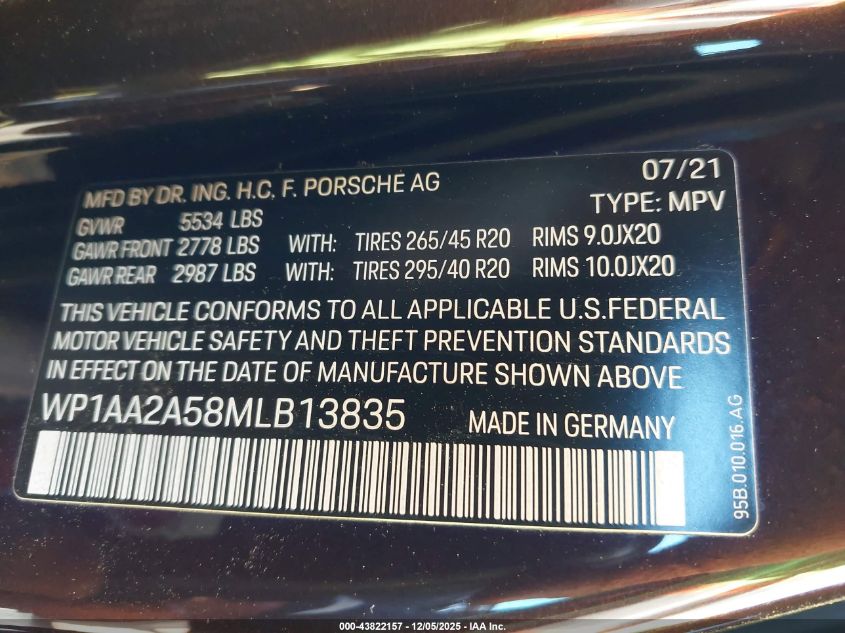 MFD BY DR. ING. H.C. F. PORSCHE AG 07/21
GVWR 5534 LBS TYPE: MPV
GAWR FRONT 2778 LBS WITH: TIRES 265/45 R20 RIMS 9.0JX20
GAWR REAR 2987 LBS WITH: TIRES 295/40 R20 RIMS 10.0JX20
THIS VEHICLE CONFORMS TO ALL APPLICABLE U.S.FEDERAL
MOTOR VEHICLE SAFETY AND THEFT PREVENTION STANDARDS
IN EFFECT ON THE DATE OF MANUFACTURE SHOWN ABOVE
WP1AA2A58MLB13835 MADE IN GERMANY
95B.010.016.AG
000-43822157 - 12/05/2025 - IAA Inc.